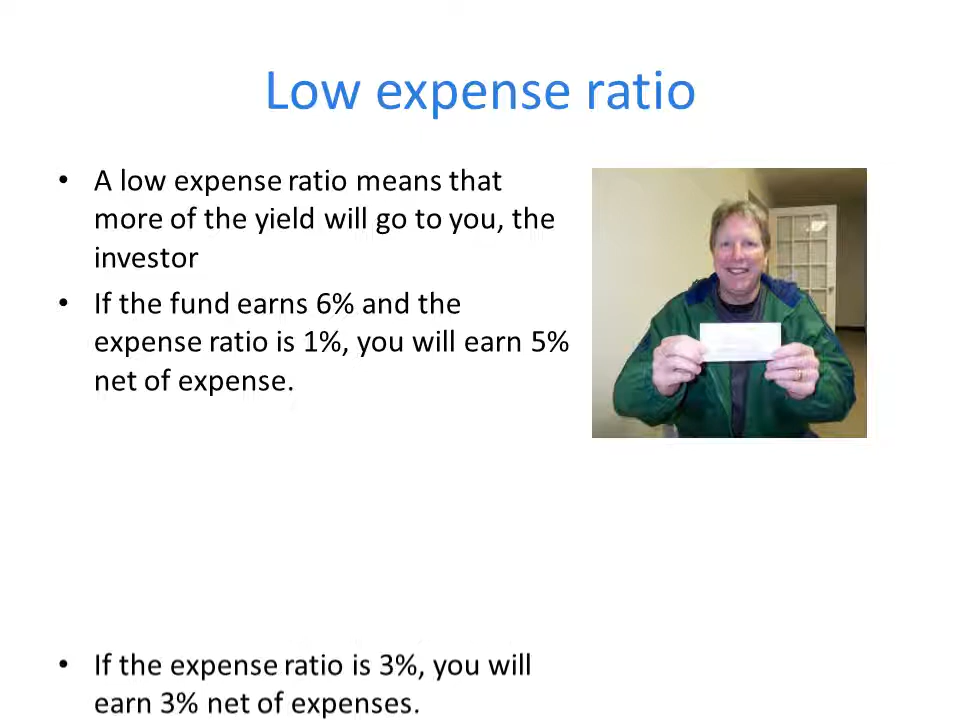 Low expense ratio
• A low expense ratio means that
more of the yield will go to you, the
investor
• If the fund earns 6% and the
expense ratio is 1%, you will earn 5%
net of expense.
• If the expense ratio is 3%, you will
earn 3% net of expenses.